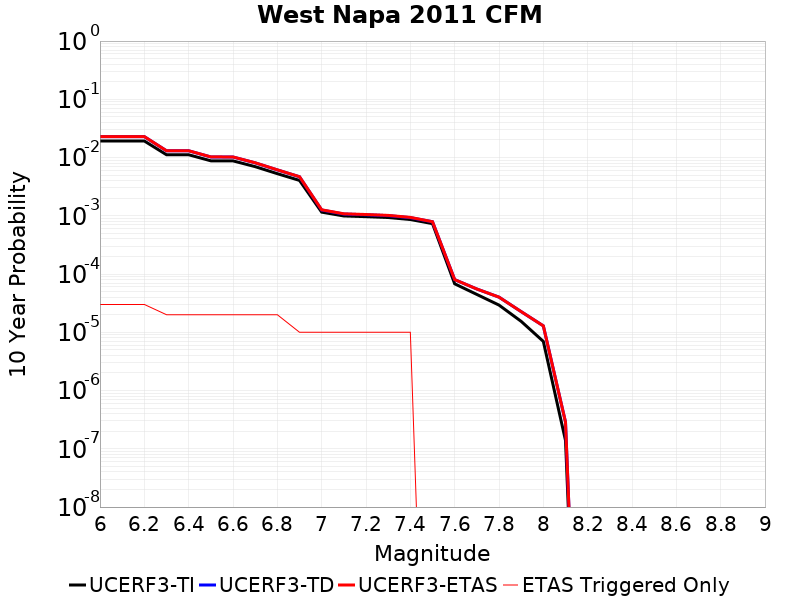 West Napa 2011 CFM
10 Year Probability
10^0
10^-1
10^-2
10^-3
10^-4
10^-5
10^-6
10^-7
10^-8
6 6.2 6.4 6.6 6.8 7 7.2 7.4 7.6 7.8 8 8.2 8.4 8.6 8.8 9
Magnitude
UCERF3-TI UCERF3-TD UCERF3-ETAS ETAS Triggered Only